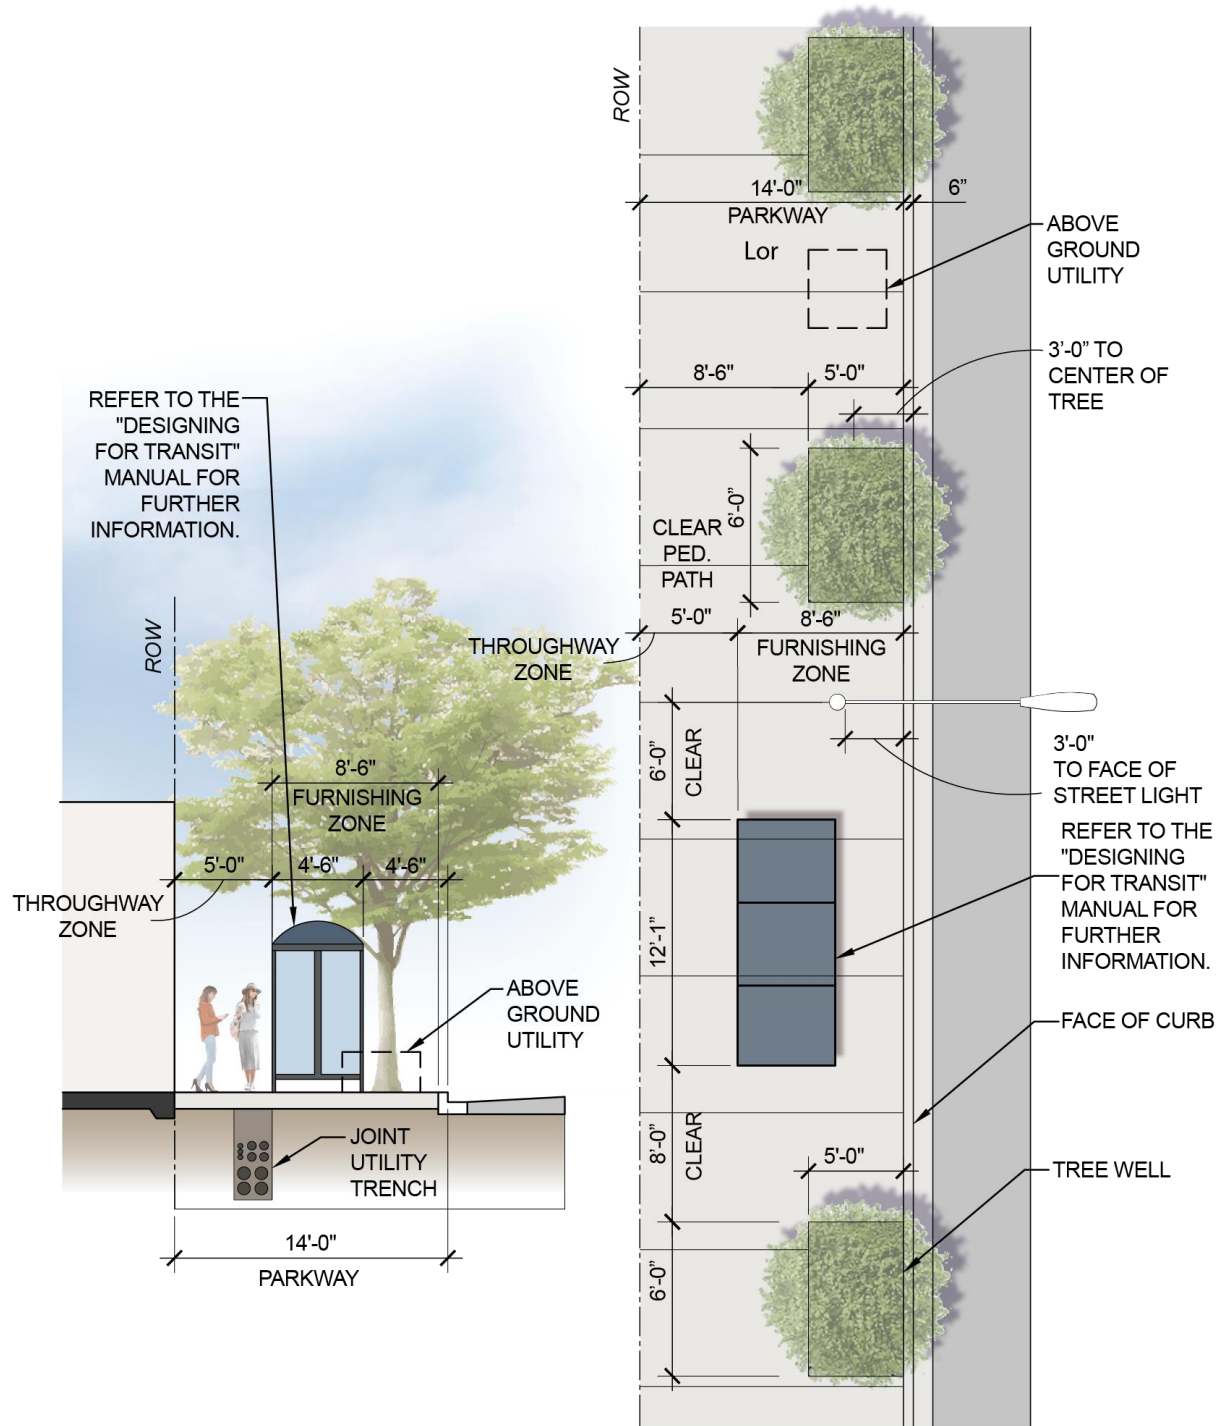 ROW
14'-0"
6”
PARKWAY
Lor
ABOVE
GROUND
UTILITY
3’-0” TO
CENTER OF
TREE
8'-6"
5'-0"
REFER TO THE
"DESIGNING
FOR TRANSIT"
MANUAL FOR
FURTHER
INFORMATION.
6’-0”
CLEAR
PED.
PATH
5'-0"
8'-6"
THROUGHWAY
ZONE
FURNISHING
ZONE
ROW
6’-0”
CLEAR
3'-0"
TO FACE OF
STREET LIGHT
8'-6"
FURNISHING
ZONE
5'-0"
4'-6"
4'-6"
THROUGHWAY
ZONE
REFER TO THE
"DESIGNING
FOR TRANSIT"
MANUAL FOR
FURTHER
INFORMATION.
12’-1”
ABOVE
GROUND
UTILITY
FACE OF CURB
JOINT
UTILITY
TRENCH
8’-0”
CLEAR
5'-0"
TREE WELL
14'-0"
PARKWAY
6’-0”